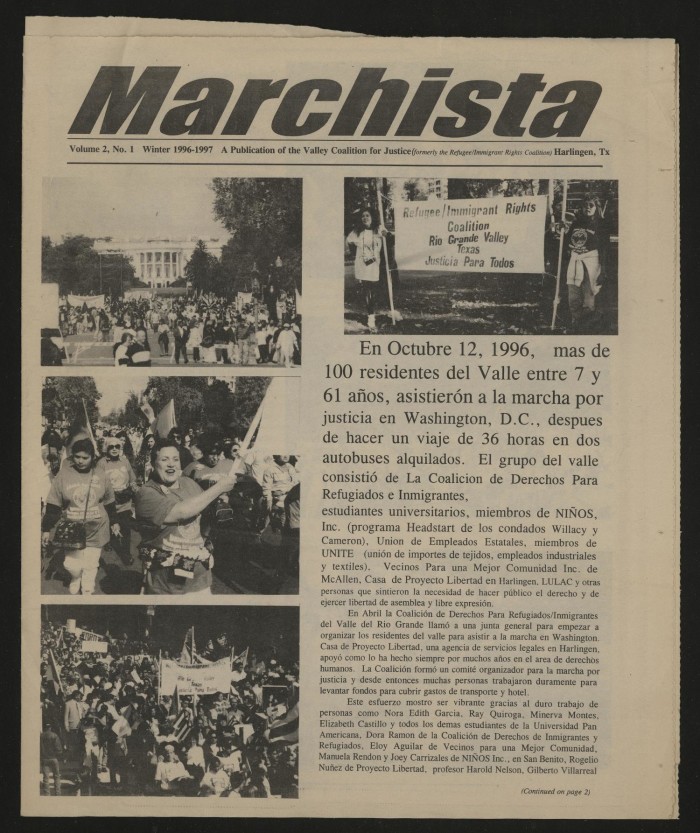 Marchista
Volume 2, No. 1 Winter 1996-1997 A Publication of the Valley Coalition for Justice (formerly the Refugee/Immigrant Rights Coalition) Harlingen, Tx
Refugee/Immigrant Rights
Coalition
Rio Grande Valley
Texas
Justicia Para Todos
En Octubre 12, 1996, mas de
100 residentes del Valle entre 7 y
61 años, asistierón a la marcha por
justicia en Washington, D.C., despues
de hacer un viaje de 36 horas en dos
autobuses alquilados. El grupo del valle
consistió de La Coalicion de Derechos Para
Refugiados e Inmigrantes,
estudiantes universitarios, miembros de NIÑOS,
Inc. (programa Headstart de los condados Willacy y
Cameron), Union de Empleados Estatales, miembros de
UNITE (unión de importes de tejidos, empleados industriales
y textiles). Vecinos Para una Mejor Comunidad Inc. de
McAllen, Casa de Proyecto Libertad en Harlingen, LULAC y otras
personas que sintieron la necesidad de hacer público el derecho y de
ejercer libertad de asemblea y libre expresión.
En Abril la Coalición de Derechos Para Refugiados/Inmigrantes
del Valle del Rio Grande llamó a una junta general para empezar a
organizar los residentes del valle para asistir a la marcha en Washington.
Casa de Proyecto Libertad, una agencia de servicios legales en Harlingen,
apoyó como lo ha hecho siempre por muchos años en el area de derechos
humanos. La Coalición formo un comité organizador para la marcha por
justicia y desde entonces muchas personas trabajaron duramente para
levantar fondos para cubrir gastos de transporte y hotel.
Este esfuerzo mostro ser vibrante gracias al duro trabajo de
personas como Nora Edith Garcia, Ray Quiroga, Minerva Montes,
Elizabeth Castillo y todos los demas estudiantes de la Universidad Pan
Americana, Dora Ramon de la Coalición de Derechos de Inmigrantes y
Refugiados, Eloy Aguilar de Vecinos para una Mejor Comunidad,
Manuela Rendon y Joey Carrizales de NIÑOS Inc., en San Benito, Rogelio
Nuñez de Proyecto Libertad, profesor Harold Nelson, Gilberto Villarreal
(Continued on page 2)